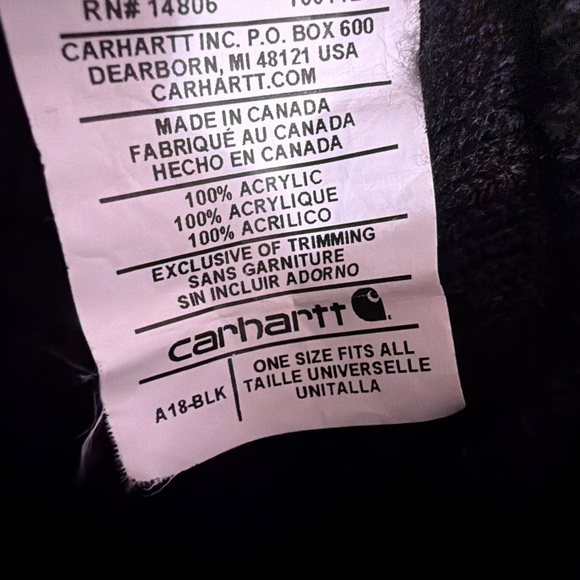 RN# 14806
CARHARTT INC. P.O. BOX 600
DEARBORN, MI 48121 USA
CARHARTT.COM
MADE IN CANADA
FABRIQUÉ AU CANADA
HECHO EN CANADA
100% ACRYLIC
100% ACRYLIQUE
100% ACRILICO
EXCLUSIVE OF TRIMMING
SANS GARNITURE
SIN INCLUIR ADORNO
carhartt
A18-BLK
ONE SIZE FITS ALL
TAILLE UNIVERSELLE
UNITALLA